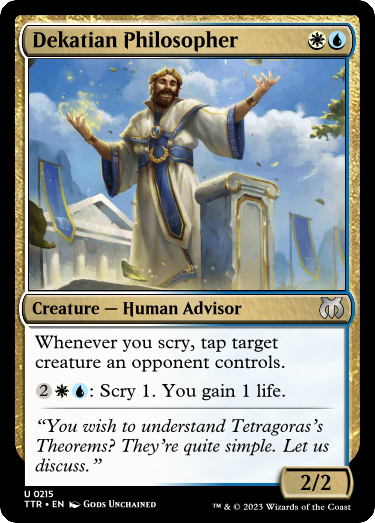 Dekatian Philosopher
Creature — Human Advisor
Whenever you scry, tap target
creature an opponent controls.
2: Scry 1. You gain 1 life.
“You wish to understand Tetragoras’s
Theorems? They’re quite simple. Let us
discuss.”
2/2
U 0215
TTR • EN Gods Unchained
™ & © 2023 Wizards of the Coast